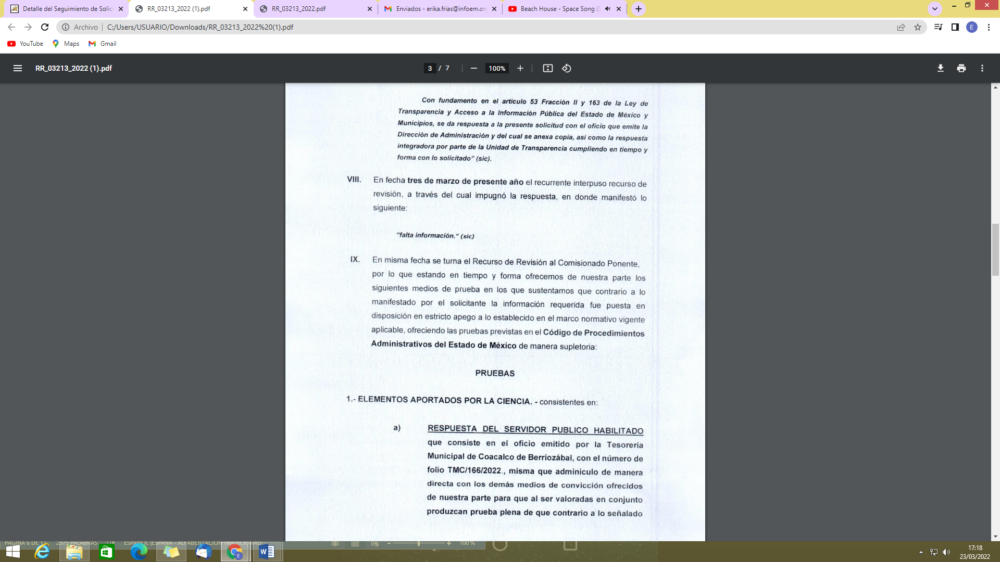 Detalle del Seguimiento de Solici
RR_03213_2022 (1).pdf
RR_03213_2022.pdf
Enviados - erika.frias@infoem.org
Beach House - Space Song (S
Archivo
C:/Users/USUARIO/Downloads/RR_03213_2022%20(1).pdf
E
YouTube
Maps
Gmail
RR_03213_2022 (1).pdf
3 / 7
100%
Con fundamento en el artículo 53 Fracción II y 163 de la Ley de
Transparencia y Acceso a la Información Pública del Estado de México y
Municipios, se da respuesta a la presente solicitud con el oficio que emite la
Dirección de Administración y del cual se anexa copia, así como la respuesta
integradora por parte de la Unidad de Transparencia cumpliendo en tiempo y
forma con lo solicitado” (sic).
VIII. En fecha tres de marzo de presente año el recurrente interpuso recurso de
revisión, a través del cual impugnó la respuesta, en donde manifestó lo
siguiente:
“falta información.” (sic)
IX. En misma fecha se turna el Recurso de Revisión al Comisionado Ponente,
por lo que estando en tiempo y forma ofrecemos de nuestra parte los
siguientes medios de prueba en los que sustentamos que contrario a lo
manifestado por el solicitante la información requerida fue puesta en
disposición en estricto apego a lo establecido en el marco normativo vigente
aplicable, ofreciendo las pruebas previstas en el Código de Procedimientos
Administrativos del Estado de México de manera supletoria:
PRUEBAS
1.- ELEMENTOS APORTADOS POR LA CIENCIA. - consistentes en:
a) RESPUESTA DEL SERVIDOR PUBLICO HABILITADO
que consiste en el oficio emitido por la Tesorería
Municipal de Coacalco de Berriozábal, con el número de
folio TMC/166/2022., misma que adminiculo de manera
directa con los demás medios de convicción ofrecidos
de nuestra parte para que al ser valoradas en conjunto
produzcan prueba plena de que contrario a lo señalado
PÁGINA 6 DE 13 2375 PALABRAS ESPAÑOL (ESPAÑA - ALFABETIZACIÓN TRADICIONAL) 100 %
17:18
23/03/2022